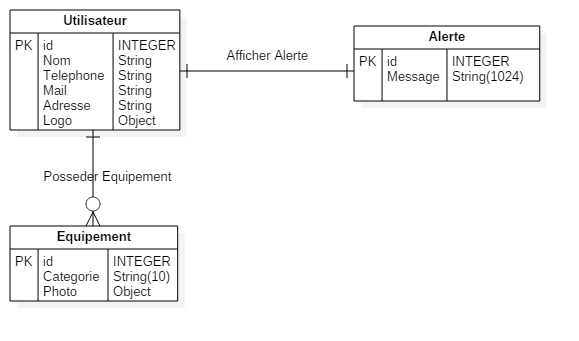 Utilisateur
PK id INTEGER
Nom String
Telephone String
Mail String
Adresse String
Logo Object
Afficher Alerte
Alerte
PK id INTEGER
Message String(1024)
Posseder Equipement
Equipement
PK id INTEGER
Categorie String(10)
Photo Object